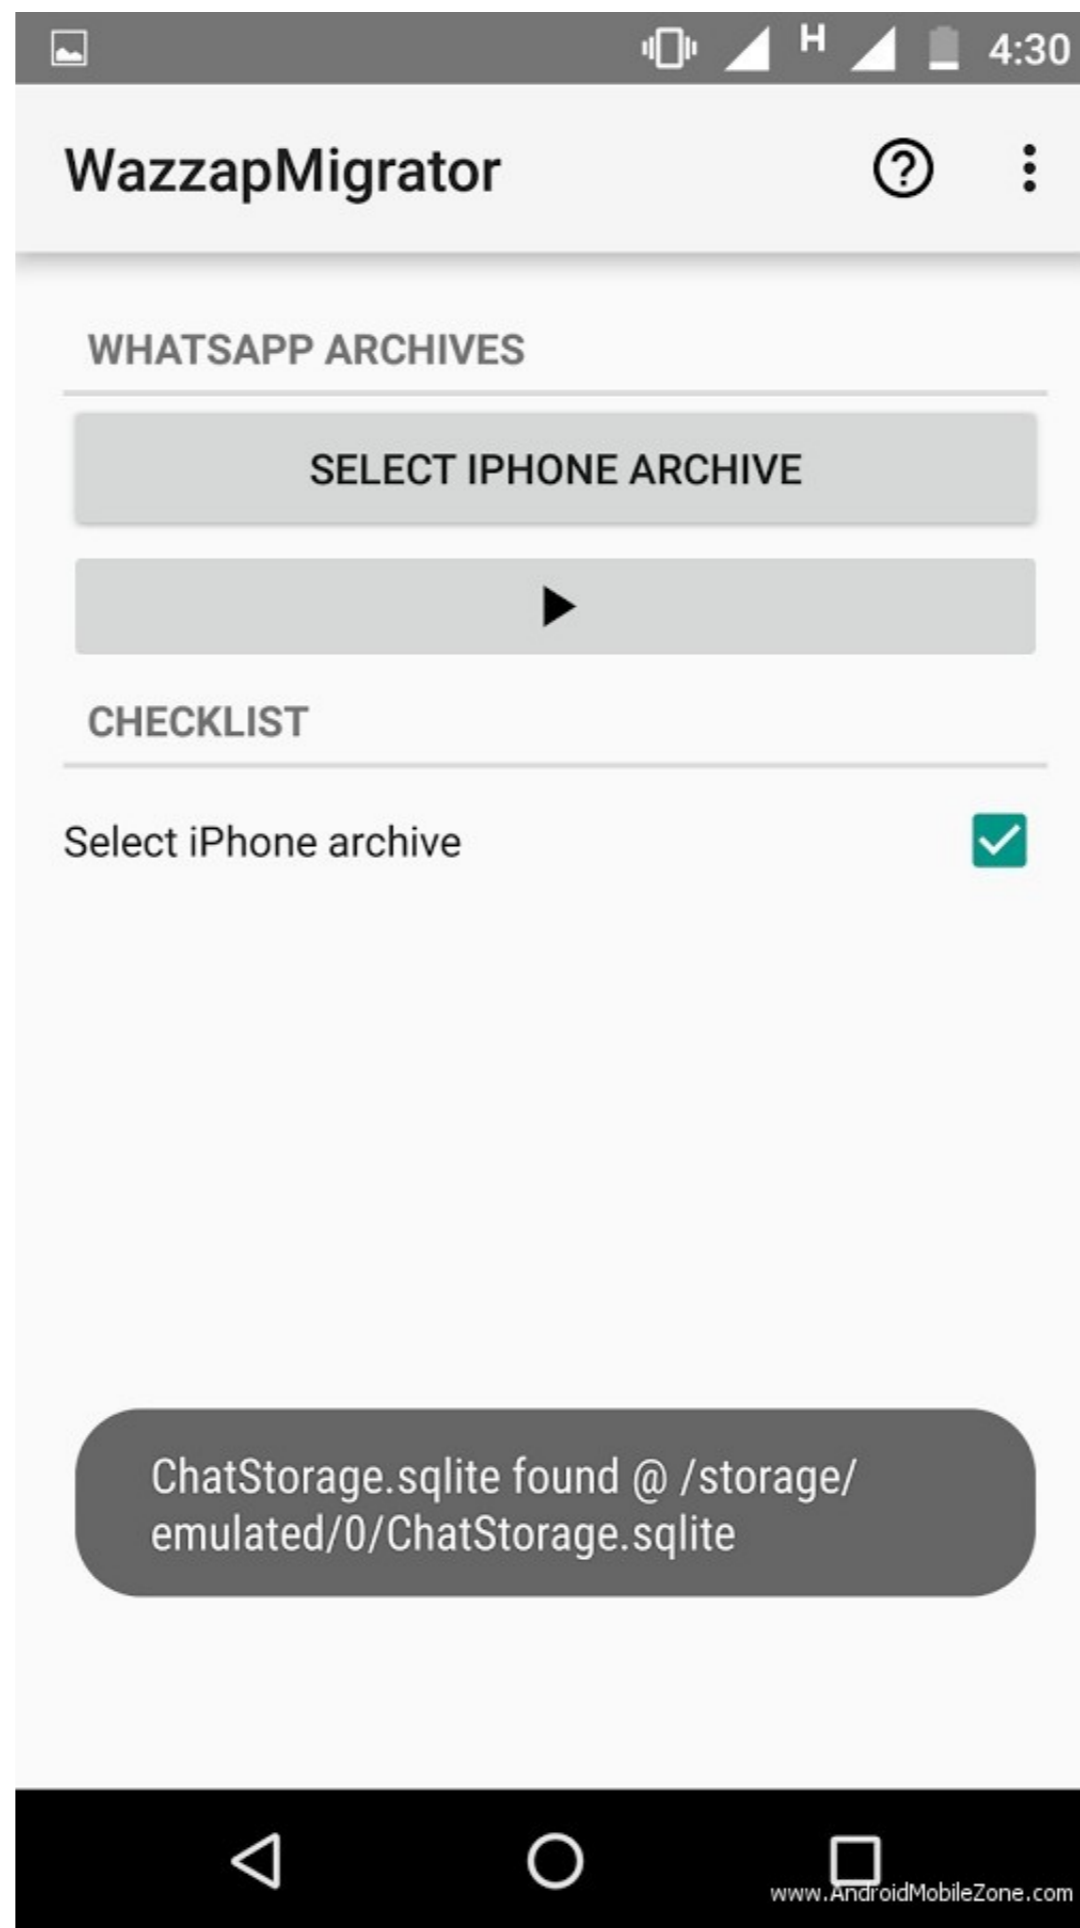 H 4:30
WazzapMigrator
WHATSAPP ARCHIVES
SELECT IPHONE ARCHIVE
CHECKLIST
Select iPhone archive
ChatStorage.sqlite found @ /storage/
emulated/0/ChatStorage.sqlite
www.AndroidMobileZone.com